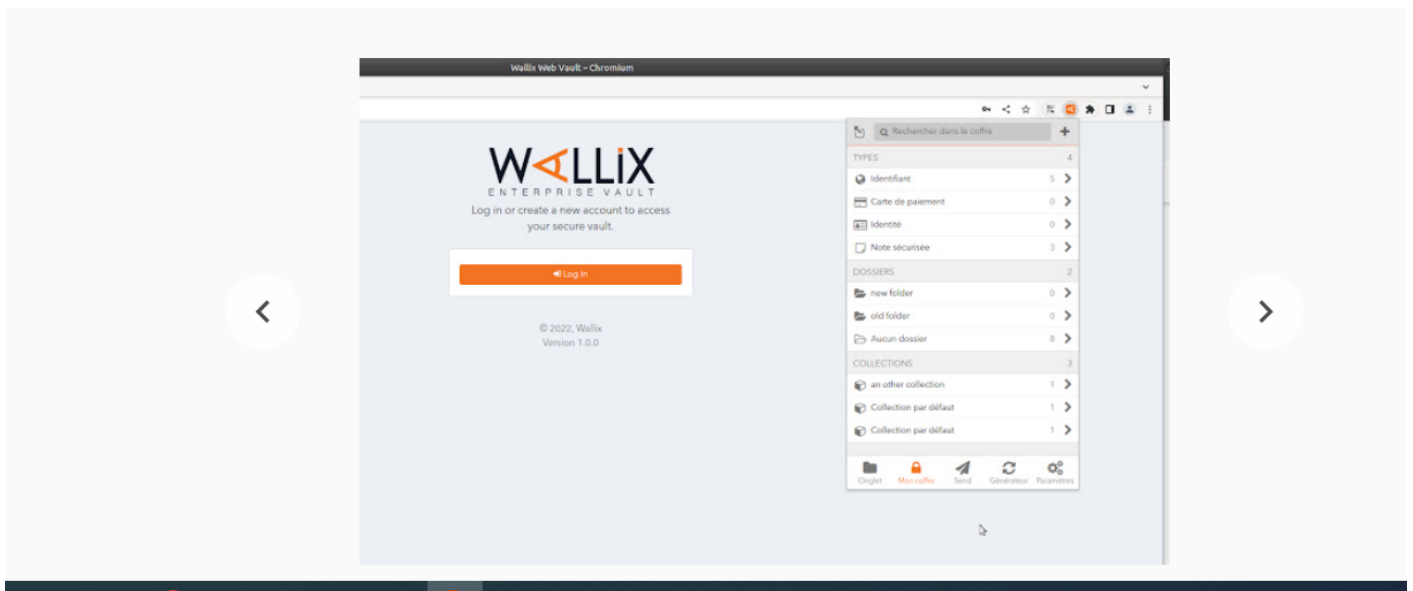 Wallix Web Vault – Chromium
WALLiX
ENTERPRISE VAULT
Log in or create a new account to access
your secure vault.
Log In
© 2022, Wallix
Version 1.0.0
Rechercher dans le coffre
TYPES 4
Identifiant 5
Carte de paiement 0
Identité 0
Note sécurisée 3
DOSSIERS 2
new folder 0
old folder 0
Aucun dossier 8
COLLECTIONS 3
an other collection 1
Collection par défaut 1
Collection par défaut 1
Onglet Mon coffre Send Générateur Paramètres